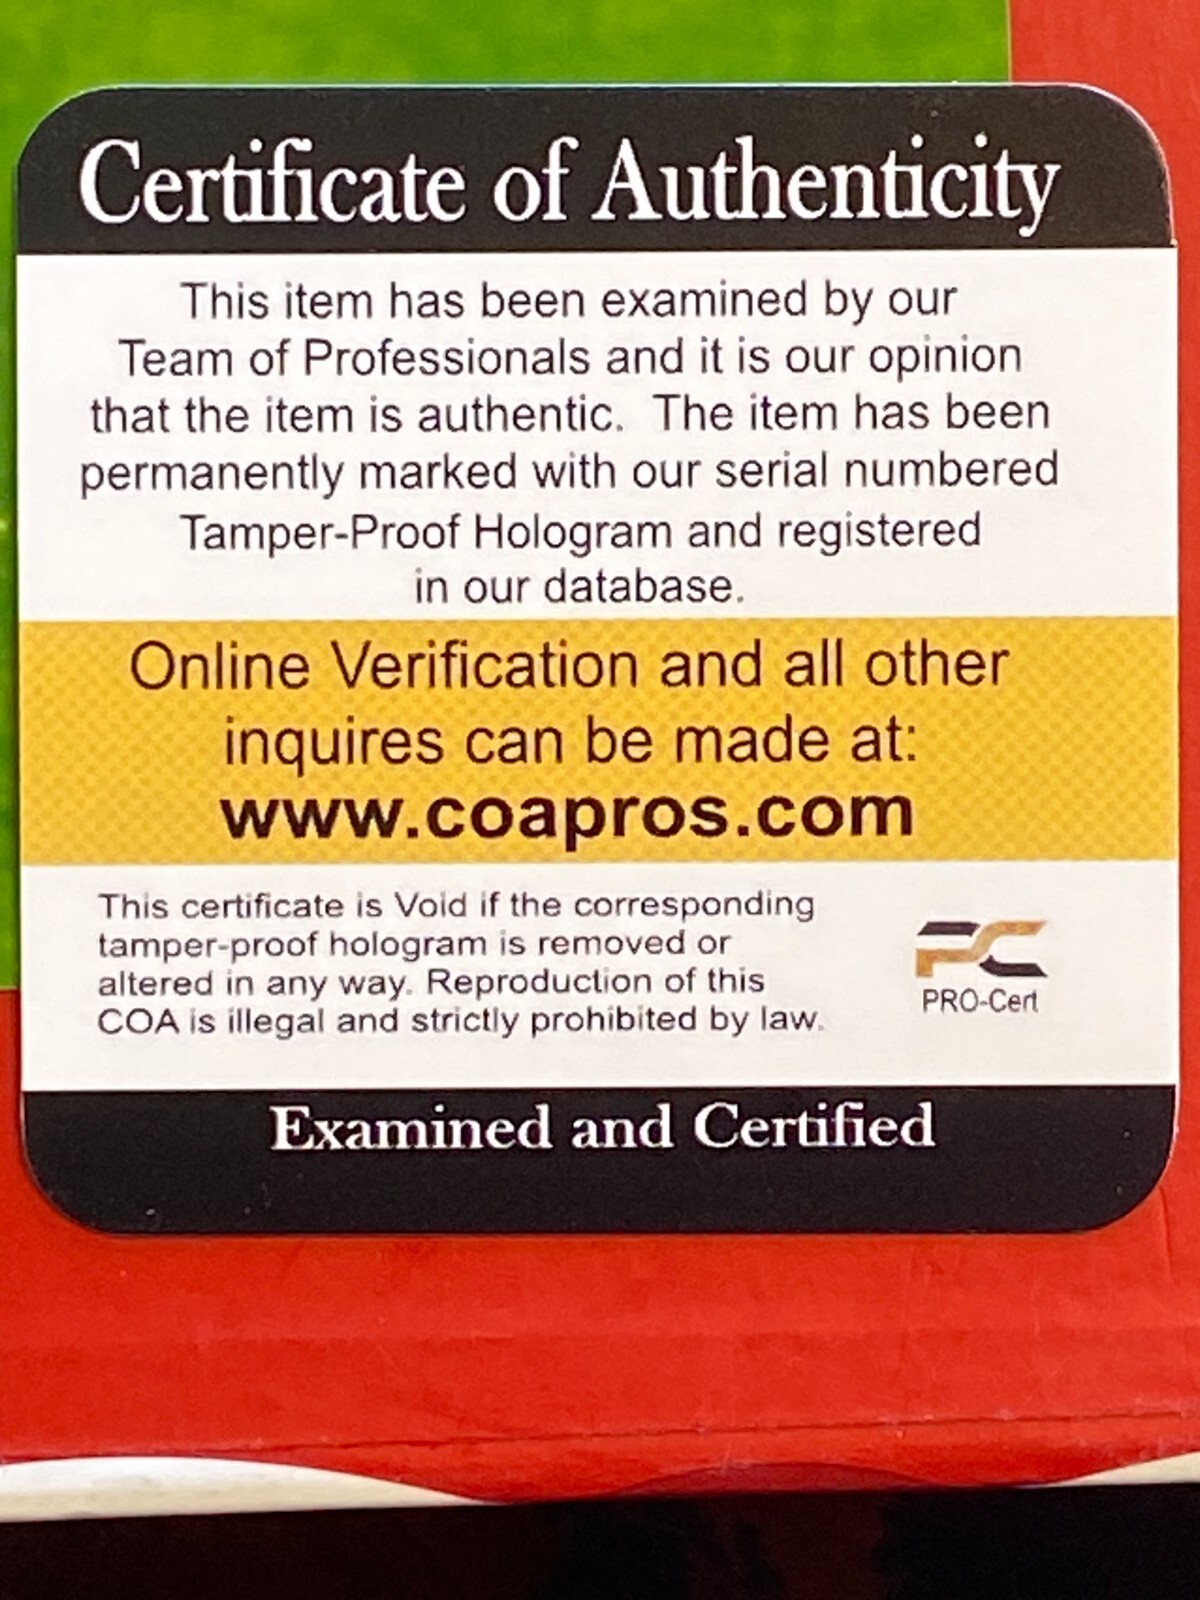 Certificate of Authenticity
This item has been examined by our
Team of Professionals and it is our opinion
that the item is authentic.  The item has been
permanently marked with our serial numbered
Tamper-Proof Hologram and registered
in our database.
Online Verification and all other
inquires can be made at:
www.coapros.com
This certificate is Void if the corresponding
tamper-proof hologram is removed or
altered in any way. Reproduction of this
COA is illegal and strictly prohibited by law.
PC
PRO-Cert
Examined and Certified